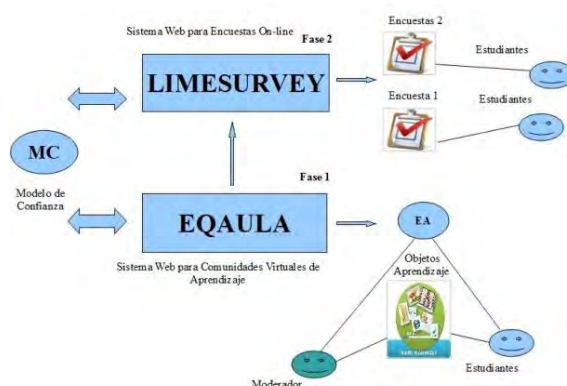 Sistema Web para Encuestas On-line
Fase 2
LIMESURVEY
Encuestas 2
Estudiantes
Encuesta 1
Estudiantes
MC
Modelo de
Confianza
Fase 1
EQAULA
Sistema Web para Comunidades Virtuales de
Aprendizaje
EA
Objetos
Aprendizaje
Estudiantes
Moderador